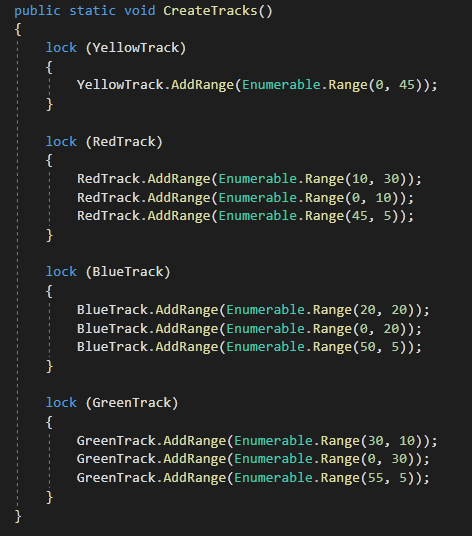 public static void CreateTracks()
{
    lock (YellowTrack)
    {
        YellowTrack.AddRange(Enumerable.Range(0, 45));
    }

    lock (RedTrack)
    {
        RedTrack.AddRange(Enumerable.Range(10, 30));
        RedTrack.AddRange(Enumerable.Range(0, 10));
        RedTrack.AddRange(Enumerable.Range(45, 5));
    }

    lock (BlueTrack)
    {
        BlueTrack.AddRange(Enumerable.Range(20, 20));
        BlueTrack.AddRange(Enumerable.Range(0, 20));
        BlueTrack.AddRange(Enumerable.Range(50, 5));
    }

    lock (GreenTrack)
    {
        GreenTrack.AddRange(Enumerable.Range(30, 10));
        GreenTrack.AddRange(Enumerable.Range(0, 30));
        GreenTrack.AddRange(Enumerable.Range(55, 5));
    }
}